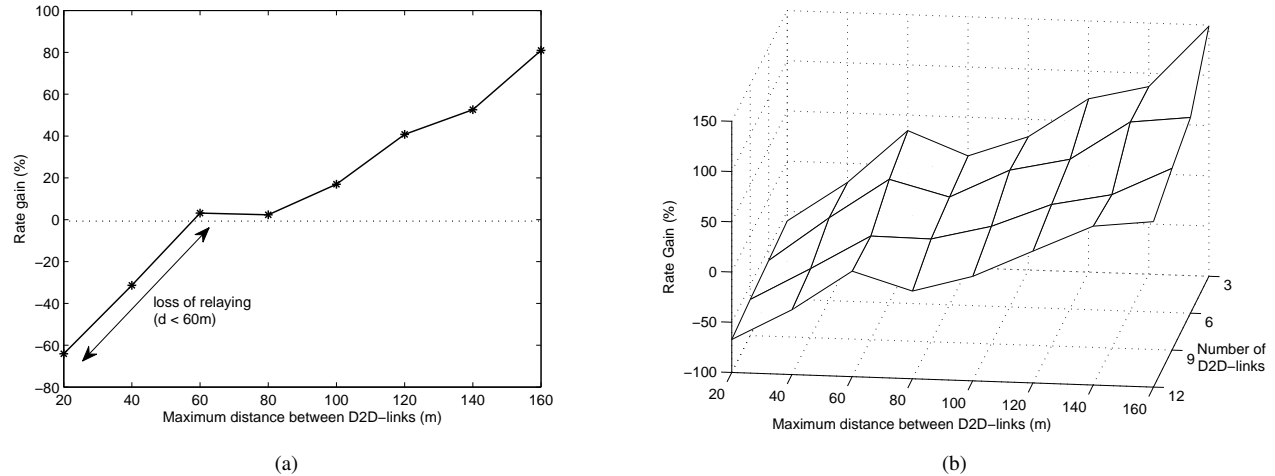 100
80
60
40
20
0
−20
−40
−60
−80
20 40 60 80 100 120 140 160
Rate gain (%)
Maximum distance between D2D−links (m)
loss of relaying
(d < 60m)
(a)
150
100
50
0
−50
−100
20 40 60 80 100 120 140 160
3
6
9
12
Rate Gain (%)
Maximum distance between D2D−links (m)
Number of
D2D−links
(b)